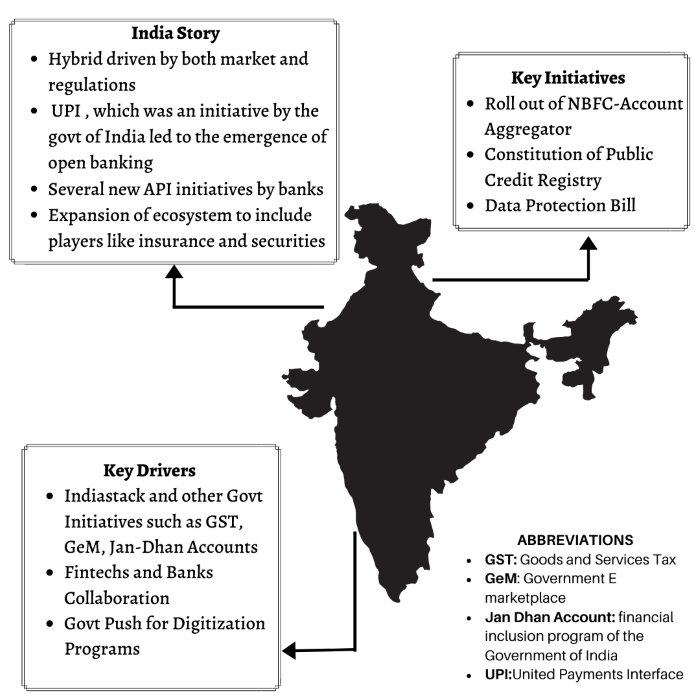 India Story
• Hybrid driven by both market and
regulations
• UPI , which was an initiative by the
govt of India led to the emergence of
open banking
• Several new API initiatives by banks
• Expansion of ecosystem to include
players like insurance and securities
Key Initiatives
• Roll out of NBFC-Account
Aggregator
• Constitution of Public
Credit Registry
• Data Protection Bill
Key Drivers
• Indiastack and other Govt
Initiatives such as GST,
GeM, Jan-Dhan Accounts
• Fintechs and Banks
Collaboration
• Govt Push for Digitization
Programs
ABBREVIATIONS
• GST: Goods and Services Tax
• GeM: Government E
marketplace
• Jan Dhan Account: financial
inclusion program of the
Government of India
• UPI:United Payments Interface